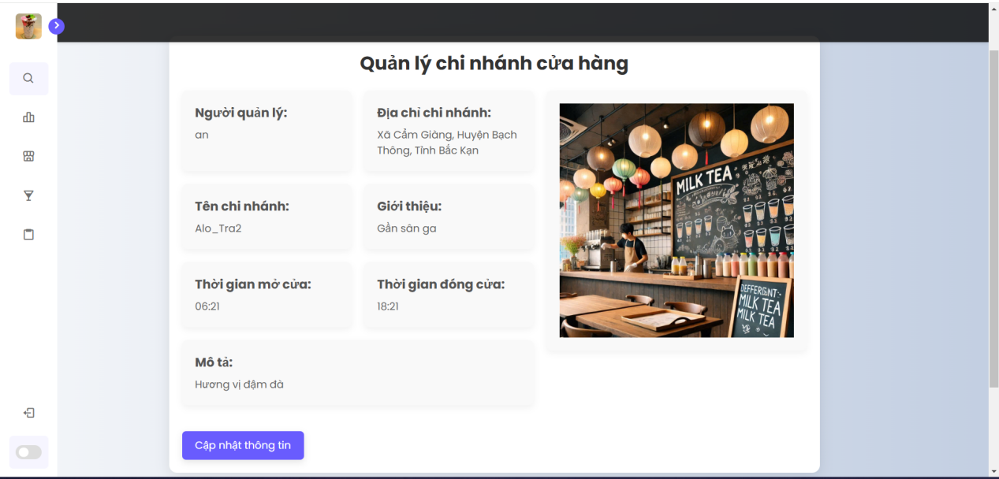 Quản lý chi nhánh cửa hàng
Người quản lý:
an
Địa chỉ chi nhánh:
Xã Cẩm Giàng, Huyện Bạch
Thông, Tỉnh Bắc Kạn
Tên chi nhánh:
Alo_Tra2
Giới thiệu:
Gần sân ga
Thời gian mở cửa:
06:21
Thời gian đóng cửa:
18:21
Mô tả:
Hương vị đậm đà
Cập nhật thông tin
MILK TEA
DEFFERGNT-
MILK TEA
MILK TEA